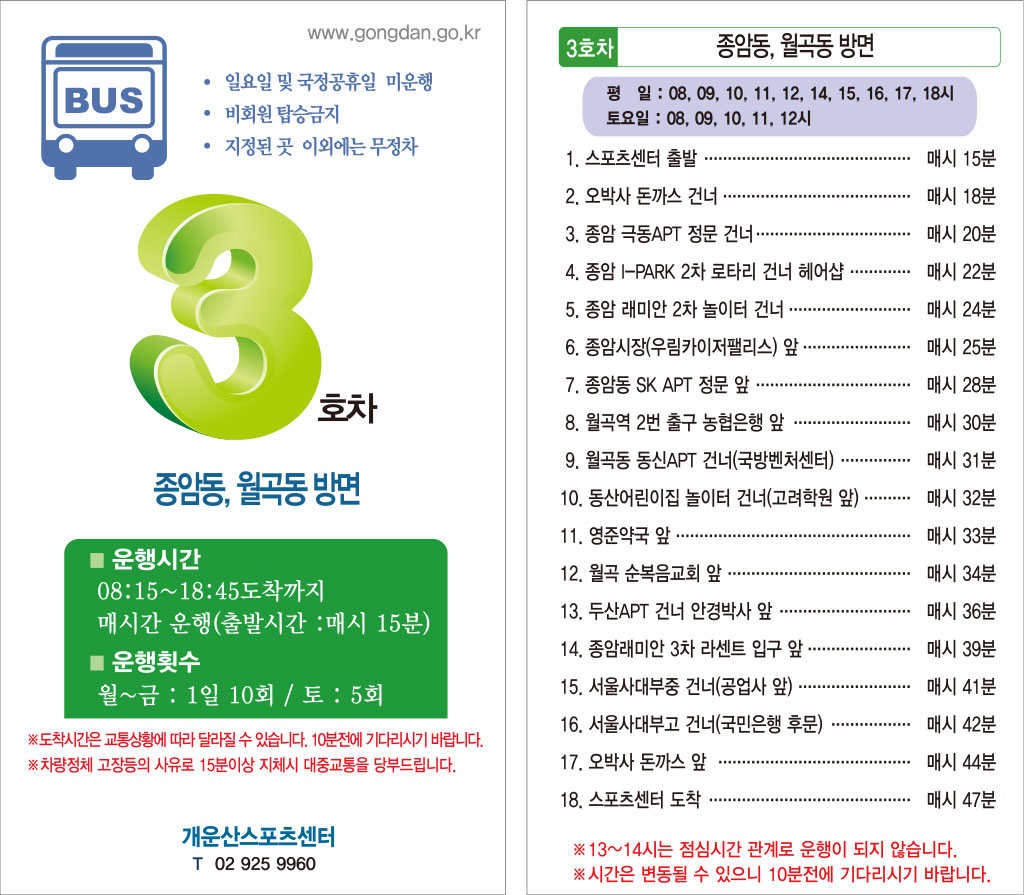 www.gongdan.go.kr
BUS
• 일요일 및 국정공휴일 미운행
• 비회원 탑승금지
• 지정된 곳 이외에는 무정차
3호차
종암동, 월곡동 방면
■ 운행시간
08:15~18:45도착까지
매시간 운행(출발시간 :매시 15분)
■ 운행횟수
월~금 : 1일 10회 / 토 : 5회
※도착시간은 교통상황에 따라 달라질 수 있습니다. 10분전에 기다리시기 바랍니다.
※차량정체 고장등의 사유로 15분이상 지체시 대중교통을 당부드립니다.
개운산스포츠센터
T 02 925 9960
3호차 종암동, 월곡동 방면
평 일 : 08, 09, 10, 11, 12, 14, 15, 16, 17, 18시
토요일 : 08, 09, 10, 11, 12시
1. 스포츠센터 출발 ········ 매시 15분
2. 오박사 돈까스 건너 ········ 매시 18분
3. 종암 극동APT 정문 건너 ········ 매시 20분
4. 종암 I-PARK 2차 로타리 건너 헤어샵 ········ 매시 22분
5. 종암 래미안 2차 놀이터 건너 ········ 매시 24분
6. 종암시장(우림카이저팰리스) 앞 ········ 매시 25분
7. 종암동 SK APT 정문 앞 ········ 매시 28분
8. 월곡역 2번 출구 농협은행 앞 ········ 매시 30분
9. 월곡동 동신APT 건너(국방벤처센터) ········ 매시 31분
10. 동산어린이집 놀이터 건너(고려학원 앞) ········ 매시 32분
11. 영준약국 앞 ········ 매시 33분
12. 월곡 순복음교회 앞 ········ 매시 34분
13. 두산APT 건너 안경박사 앞 ········ 매시 36분
14. 종암래미안 3차 라센트 입구 앞 ········ 매시 39분
15. 서울사대부중 건너(공업사 앞) ········ 매시 41분
16. 서울사대부고 건너(국민은행 후문) ········ 매시 42분
17. 오박사 돈까스 앞 ········ 매시 44분
18. 스포츠센터 도착 ········ 매시 47분
※13~14시는 점심시간 관계로 운행이 되지 않습니다.
※시간은 변동될 수 있으니 10분전에 기다리시기 바랍니다.